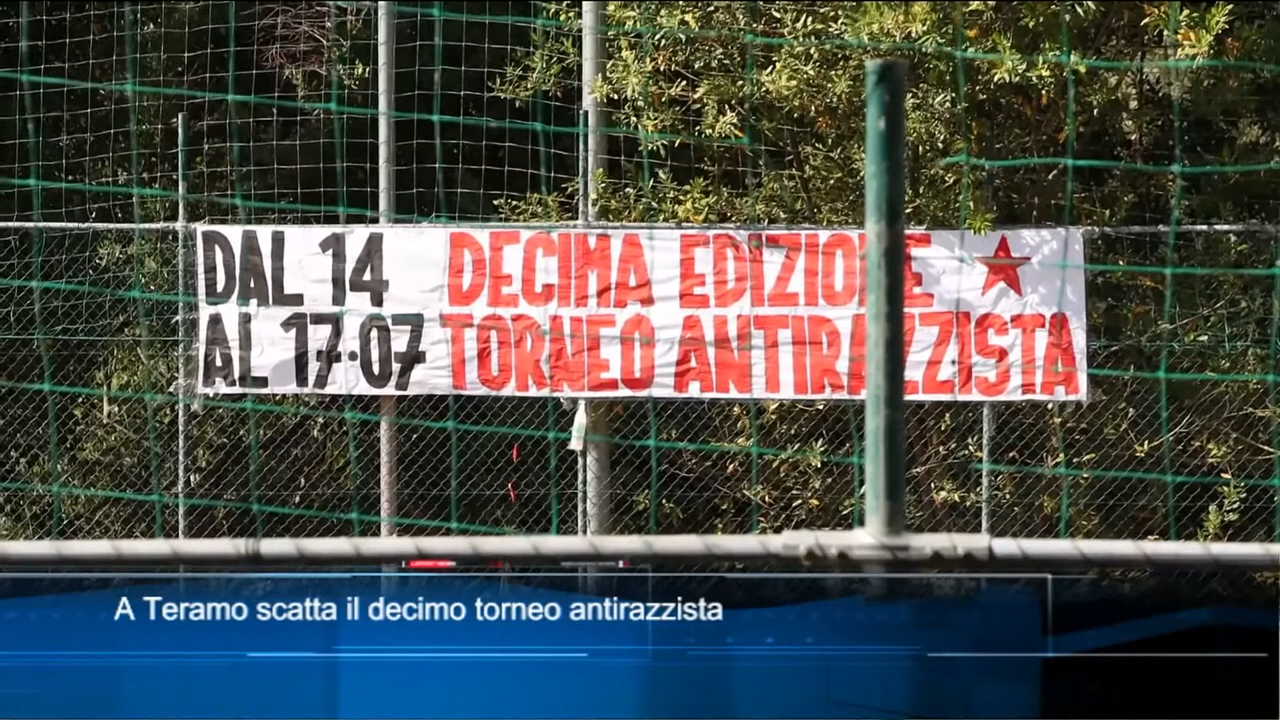 DAL 14 DECIMA EDIZIONE
AL 17·07 TORNEO ANTIRAZZISTA
A Teramo scatta il decimo torneo antirazzista